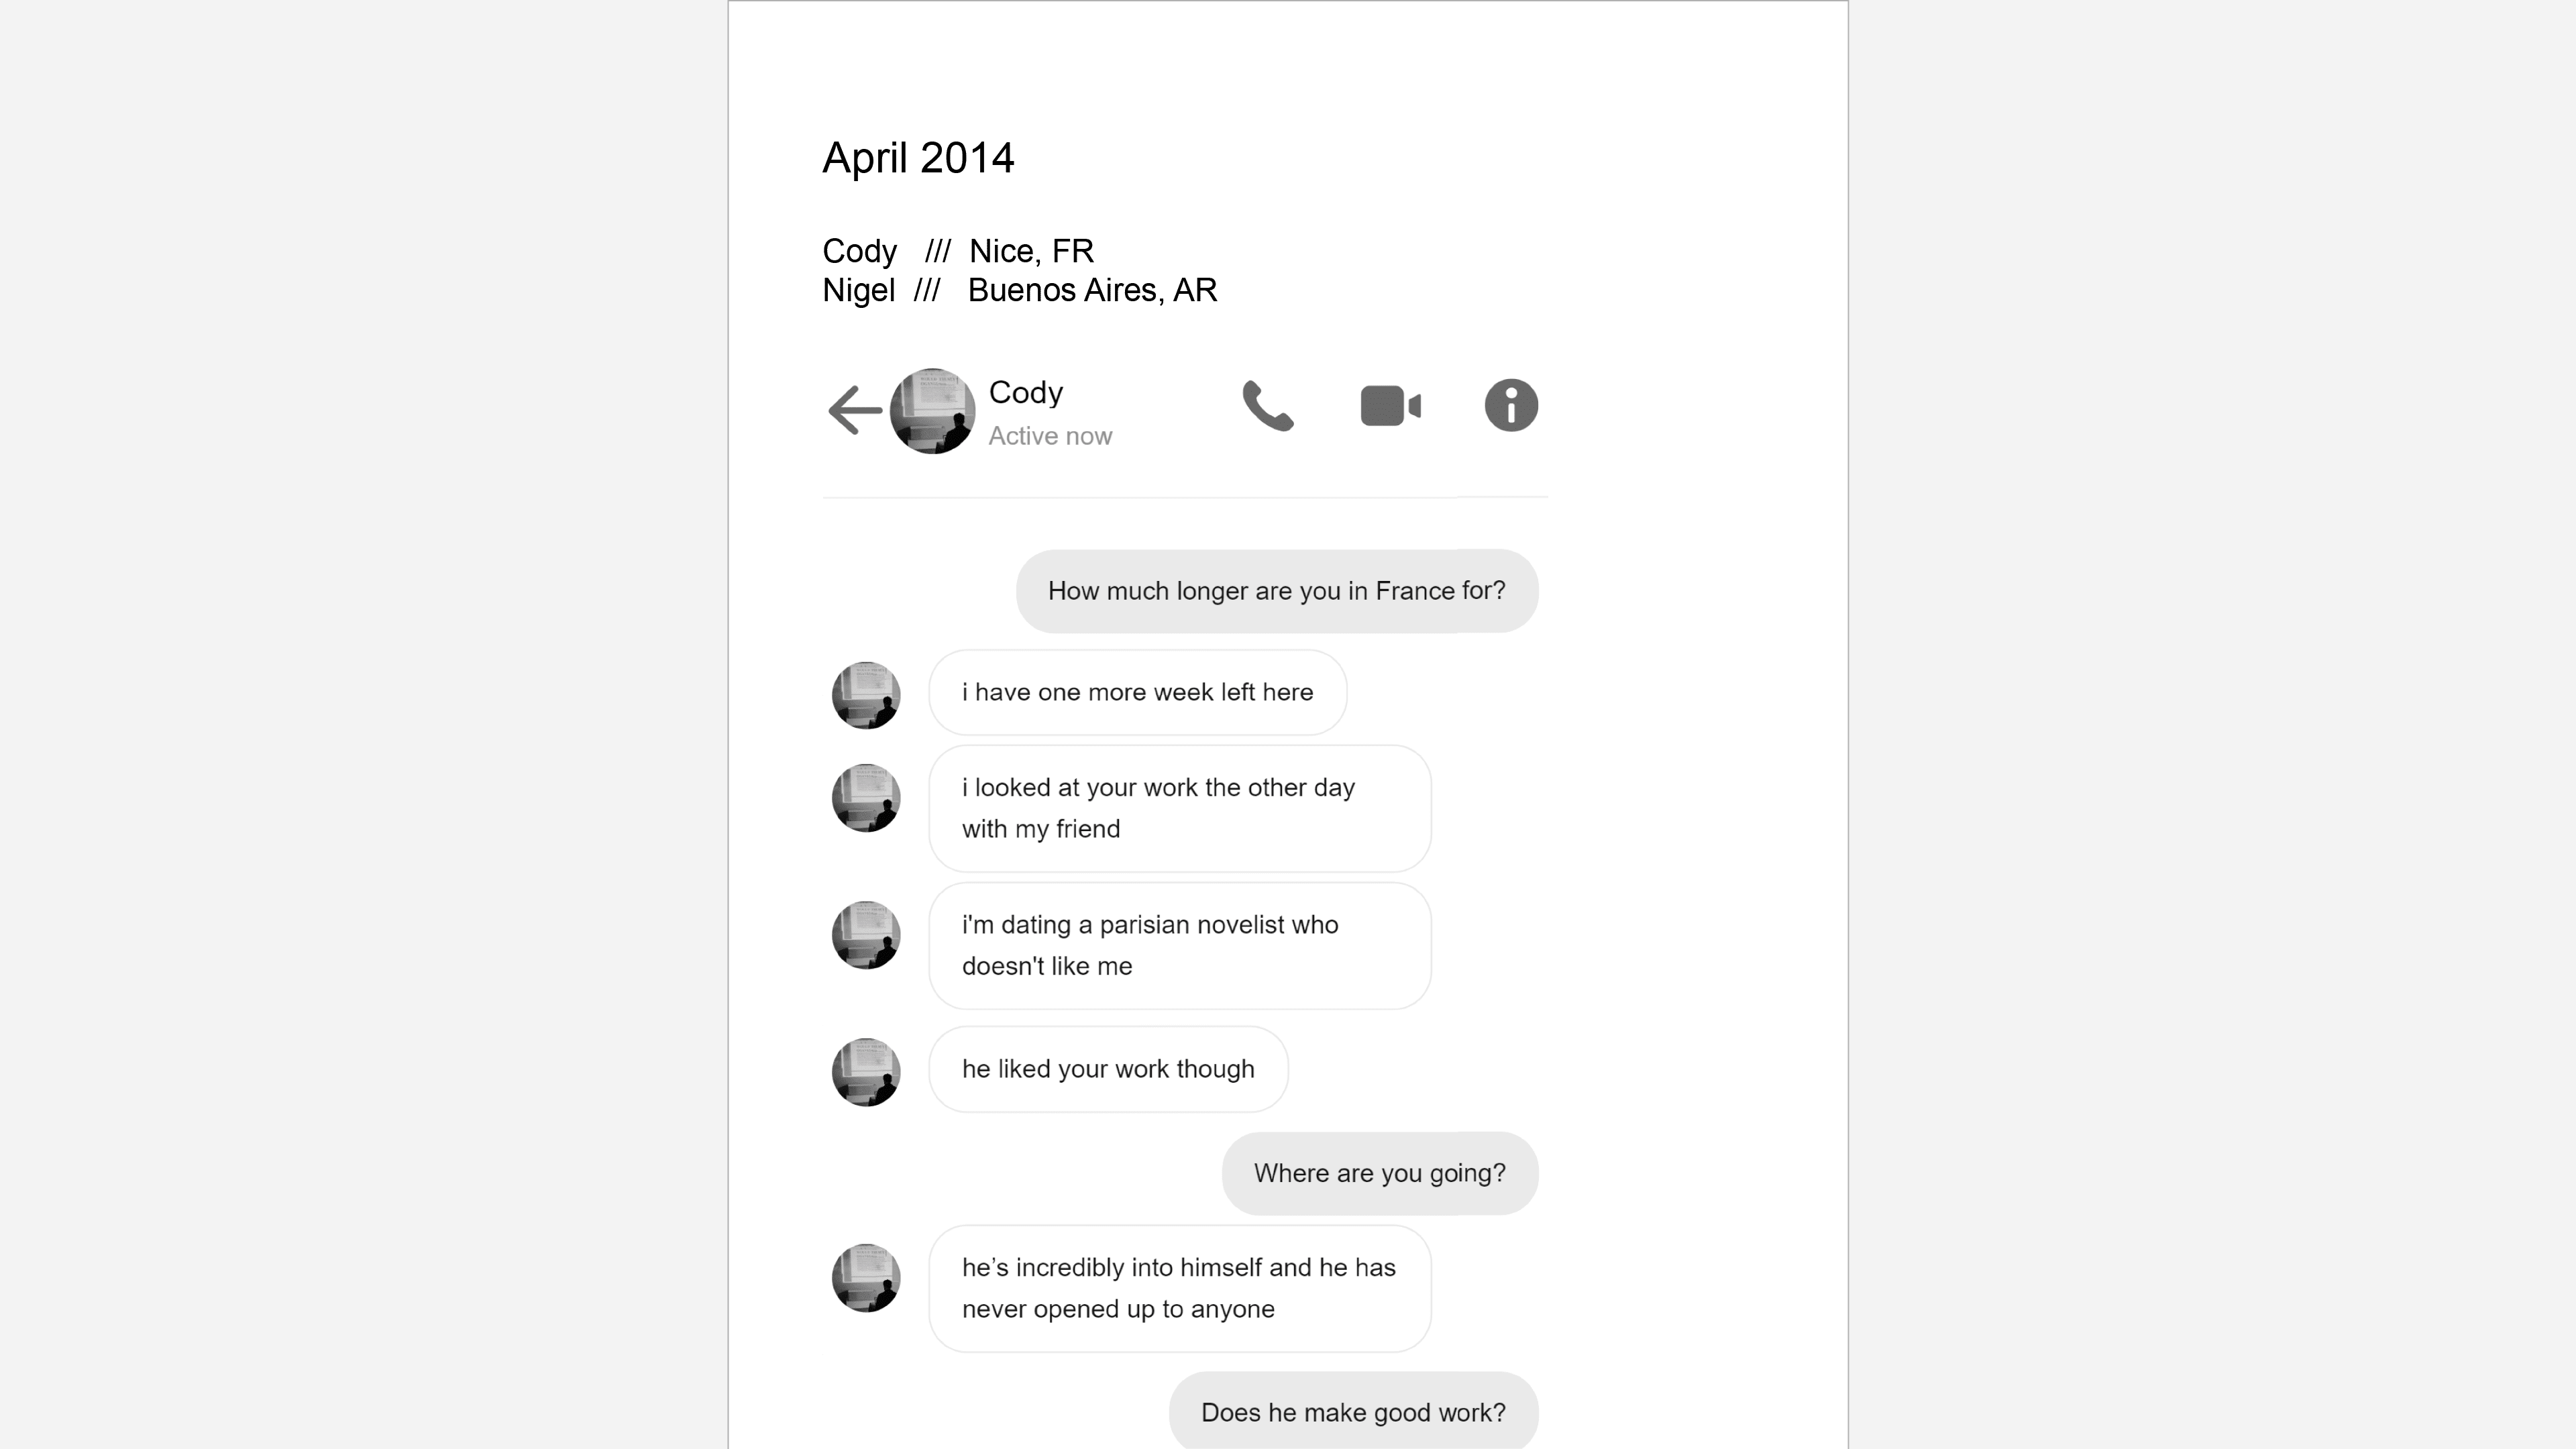 April 2014
Cody /// Nice, FR
Nigel /// Buenos Aires, AR
Cody
Active now
How much longer are you in France for?
i have one more week left here
i looked at your work the other day
with my friend
i'm dating a parisian novelist who
doesn't like me
he liked your work though
Where are you going?
he’s incredibly into himself and he has
never opened up to anyone
Does he make good work?